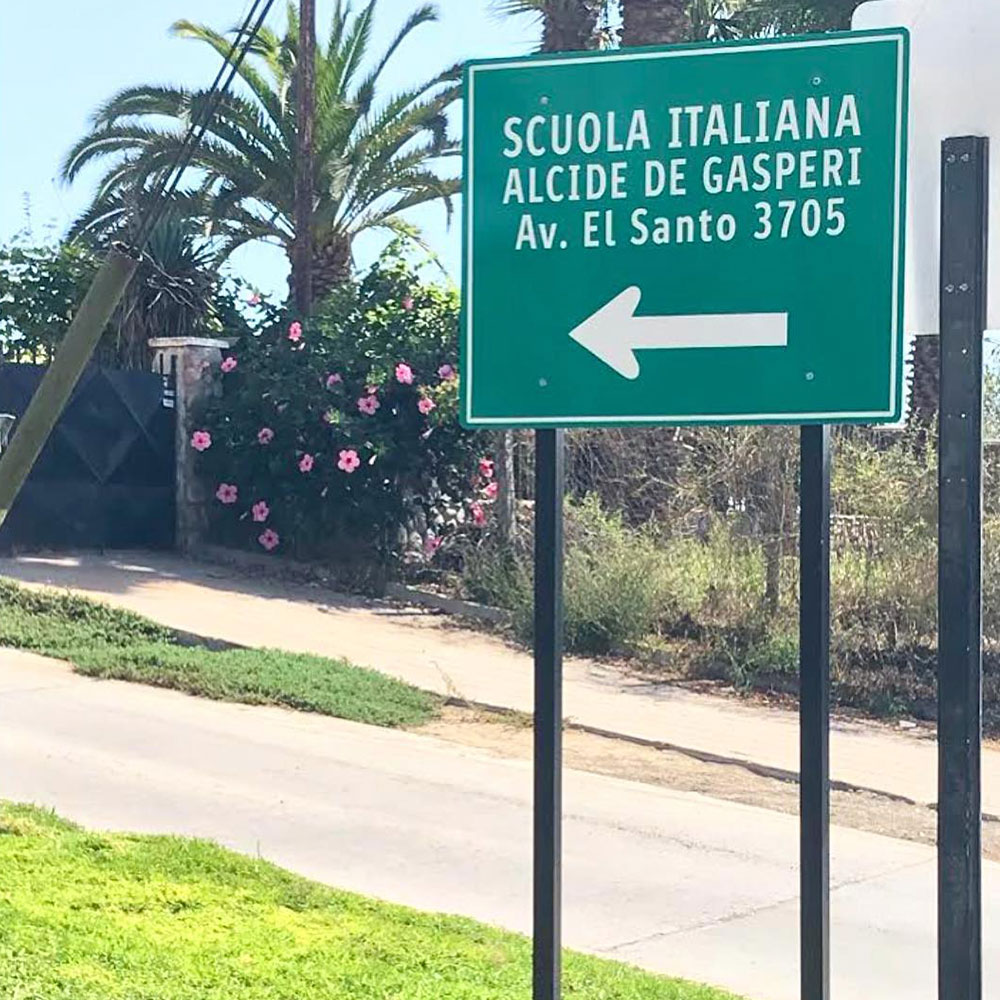 SCUOLA ITALIANA
ALCIDE DE GASPERI
Av. El Santo 3705